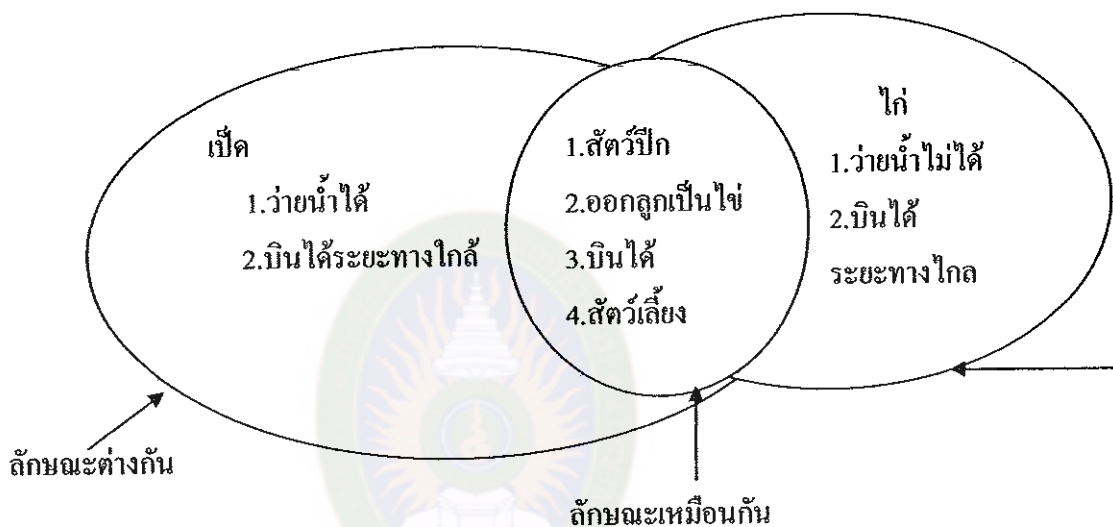 เป็ด
1.ว่ายน้ำได้
2.บินได้ระยะทางใกล้
1.สัตว์ปีก
2.ออกลูกเป็นไข่
3.บินได้
4.สัตว์เลี้ยง
ไก่
1.ว่ายน้ำไม่ได้
2.บินได้
ระยะทางไกล
ลักษณะต่างกัน
ลักษณะเหมือนกัน